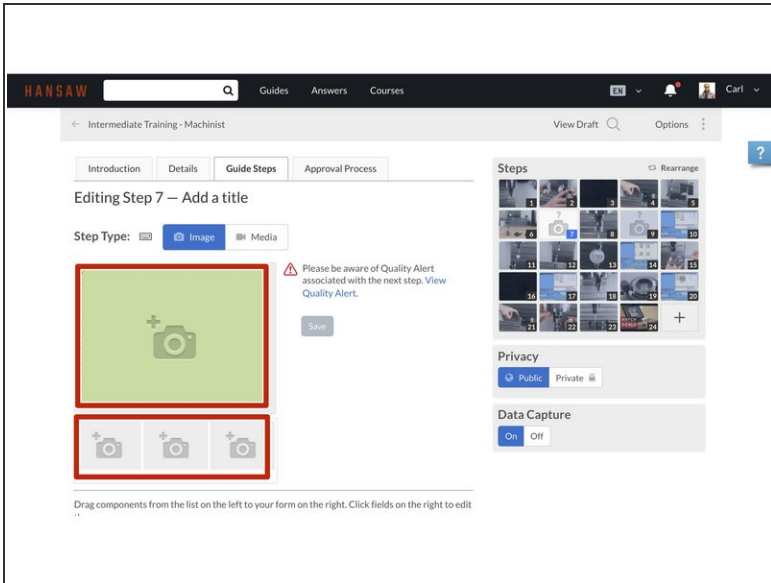 HANSAW Guides Answers Courses EN Carl
← Intermediate Training - Machinist View Draft Options
?
Introduction Details Guide Steps Approval Process
Editing Step 7 — Add a title
Step Type: Image Media
Please be aware of Quality Alert
associated with the next step. View
Quality Alert.
Save
Steps Rearrange
1 2 3 4 5
6 7 8 9 10
11 12 13 14 15
16 17 18 19 20
21 22 23 24 +
Privacy
Public Private
Data Capture
On Off
Drag components from the list on the left to your form on the right. Click fields on the right to edit